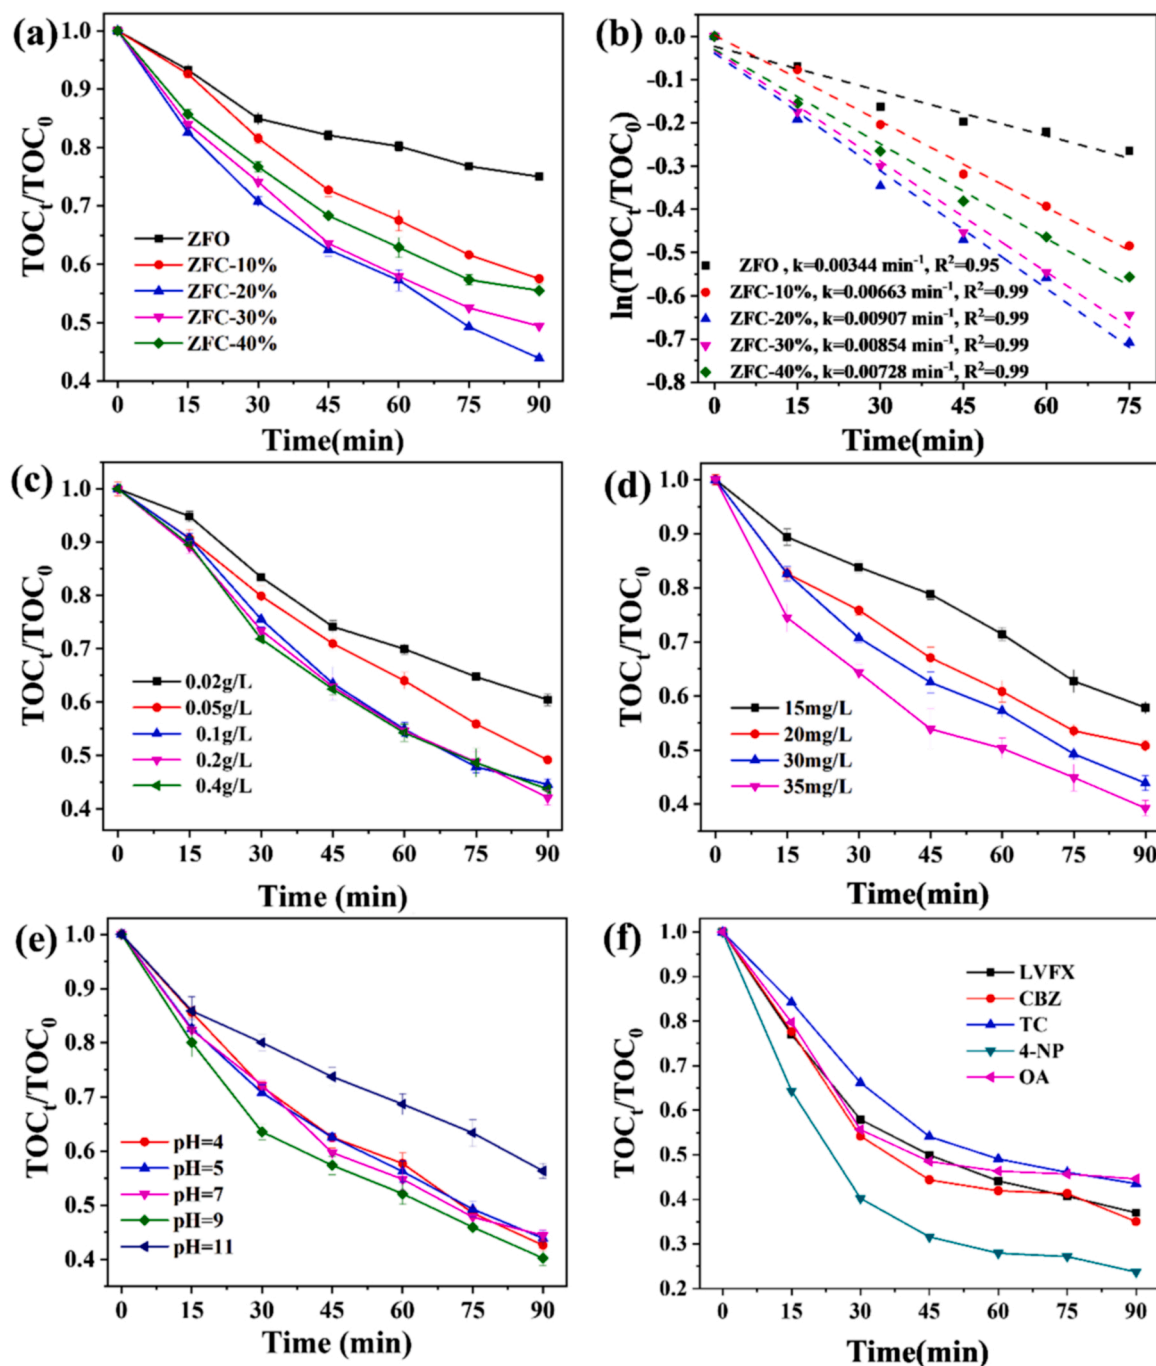 (a)
1.0
0.9
0.8
0.7
0.6
0.5
0.4
TOCₜ/TOC₀
ZFO
ZFC-10%
ZFC-20%
ZFC-30%
ZFC-40%
0 15 30 45 60 75 90
Time(min)
(b)
0.0
-0.1
-0.2
-0.3
-0.4
-0.5
-0.6
-0.7
-0.8
ln(TOCₜ/TOC₀)
ZFO , k=0.00344 min⁻¹, R²=0.95
ZFC-10%, k=0.00663 min⁻¹, R²=0.99
ZFC-20%, k=0.00907 min⁻¹, R²=0.99
ZFC-30%, k=0.00854 min⁻¹, R²=0.99
ZFC-40%, k=0.00728 min⁻¹, R²=0.99
0 15 30 45 60 75
Time(min)
(c)
1.0
0.9
0.8
0.7
0.6
0.5
0.4
TOCₜ/TOC₀
0.02g/L
0.05g/L
0.1g/L
0.2g/L
0.4g/L
0 15 30 45 60 75 90
Time (min)
(d)
1.0
0.9
0.8
0.7
0.6
0.5
0.4
TOCₜ/TOC₀
15mg/L
20mg/L
30mg/L
35mg/L
0 15 30 45 60 75 90
Time(min)
(e)
1.0
0.9
0.8
0.7
0.6
0.5
0.4
TOCₜ/TOC₀
pH=4
pH=5
pH=7
pH=9
pH=11
0 15 30 45 60 75 90
Time (min)
(f)
1.0
0.9
0.8
0.7
0.6
0.5
0.4
0.3
0.2
TOCₜ/TOC₀
LVFX
CBZ
TC
4-NP
OA
0 15 30 45 60 75 90
Time(min)